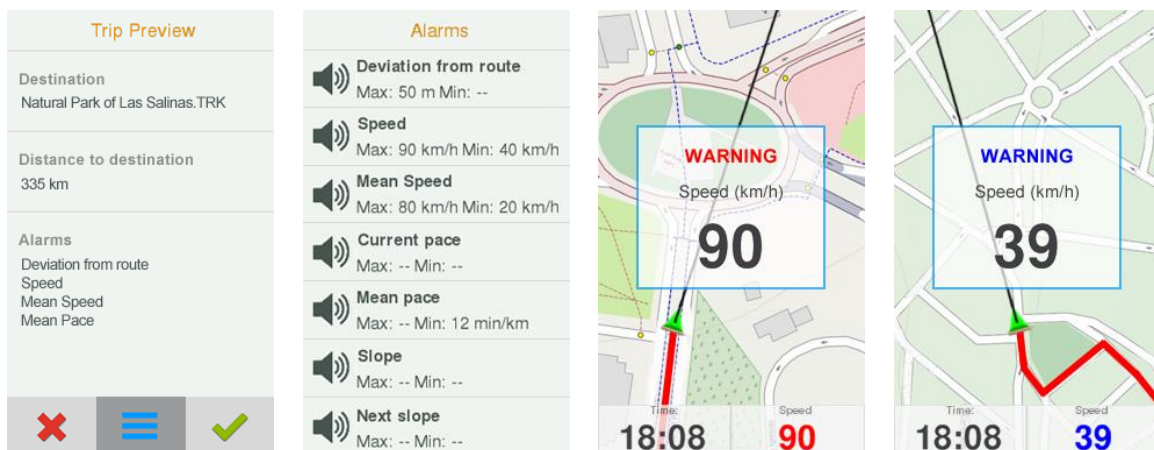 Trip Preview
Destination
Natural Park of Las Salinas.TRK
Distance to destination
335 km
Alarms
Deviation from route
Speed
Mean Speed
Mean Pace
Alarms
Deviation from route
Max: 50 m Min: --
Speed
Max: 90 km/h Min: 40 km/h
Mean Speed
Max: 80 km/h Min: 20 km/h
Current pace
Max: -- Min: --
Mean pace
Max: -- Min: 12 min/km
Slope
Max: -- Min: --
Next slope
Max: -- Min: --
WARNING
Speed (km/h)
90
Time: Speed
18:08 90
WARNING
Speed (km/h)
39
Time: Speed
18:08 39